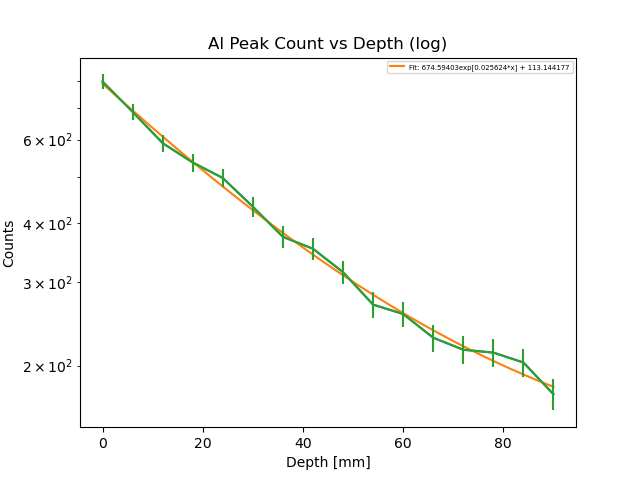 Al Peak Count vs Depth (log)
Fit: 674.59403exp[0.025624*x] + 113.144177
6 × 10²
4 × 10²
3 × 10²
2 × 10²
Counts
0 20 40 60 80
Depth [mm]